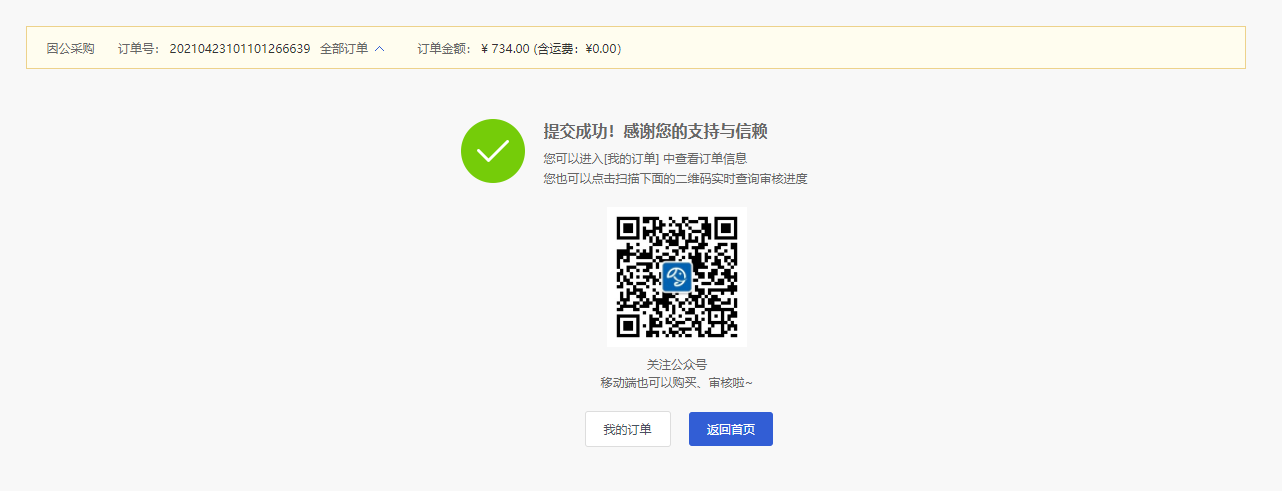 因公采购 订单号： 20210423101101266639 全部订单 订单金额： ¥ 734.00 (含运费：¥0.00)
提交成功！感谢您的支持与信赖
您可以进入[我的订单] 中查看订单信息
您也可以点击扫描下面的二维码实时查询审核进度
关注公众号
移动端也可以购买、审核啦~
我的订单 返回首页